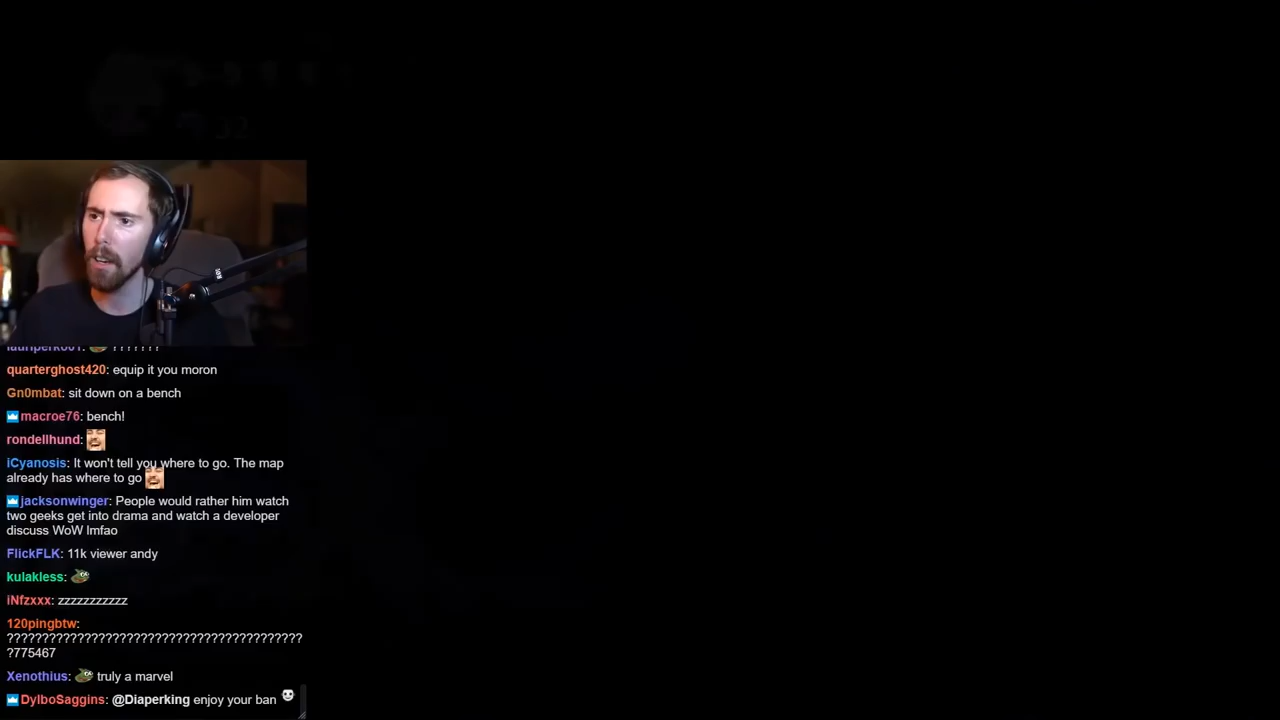 32
lauriperko01: ???????
quarterghost420: equip it you moron
Gn0mbat: sit down on a bench
macroe76: bench!
rondellhund:
iCyanosis: It won't tell you where to go. The map
already has where to go
jacksonwinger: People would rather him watch
two geeks get into drama and watch a developer
discuss WoW lmfao
FlickFLK: 11k viewer andy
kulakless:
iNfzxxx: zzzzzzzzzzz
120pingbtw:
??????????????????????????????????????????
?775467
Xenothius: truly a marvel
DylboSaggins: @Diaperking enjoy your ban